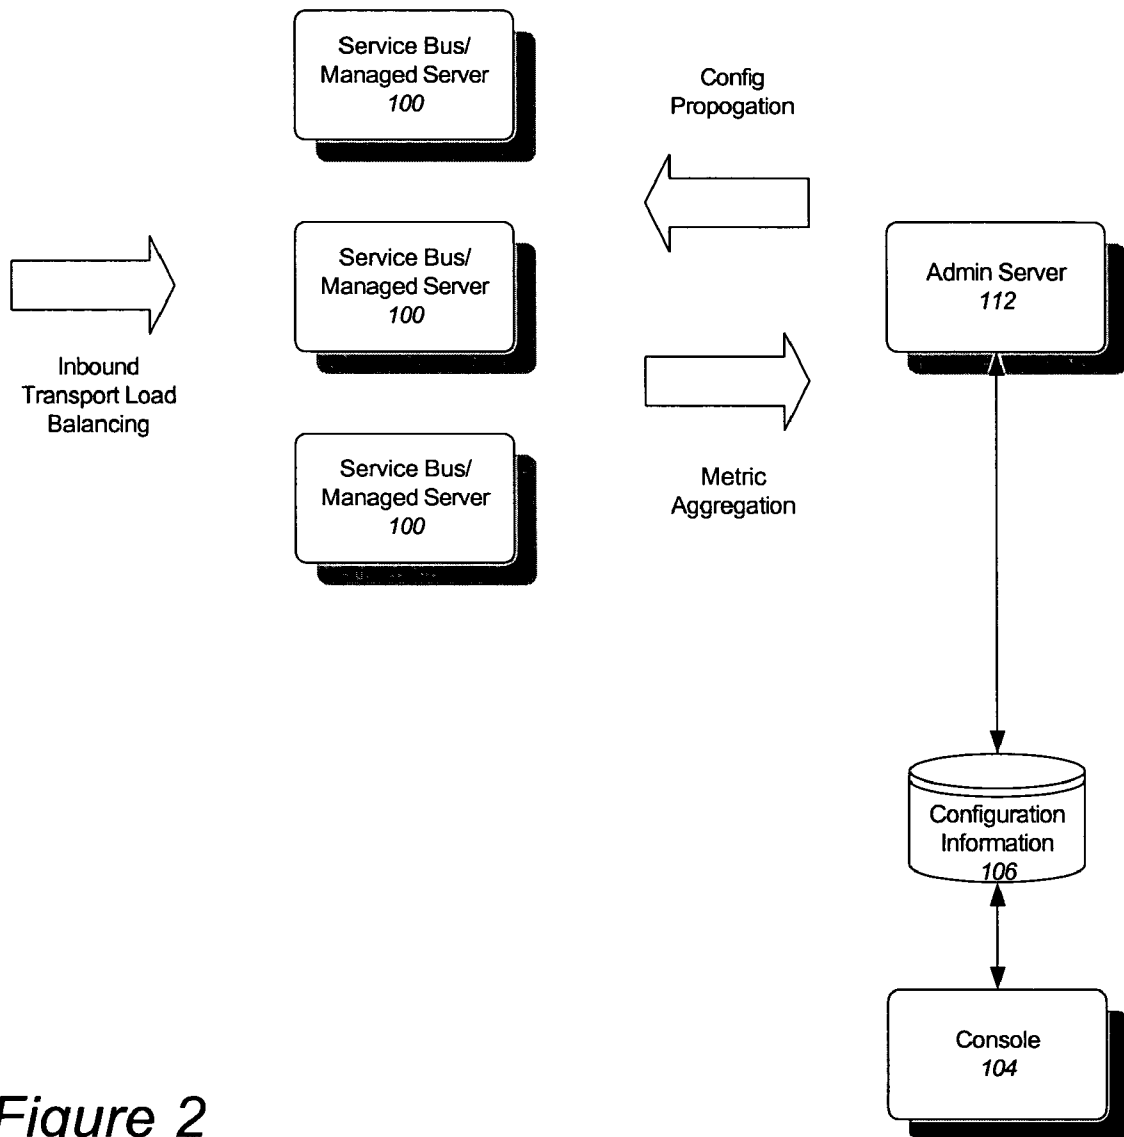 Service Bus/
Managed Server
100
Config
Propogation
Service Bus/
Managed Server
100
Admin Server
112
Inbound
Transport Load
Balancing
Service Bus/
Managed Server
100
Metric
Aggregation
Configuration
Information
106
Console
104
Figure 2